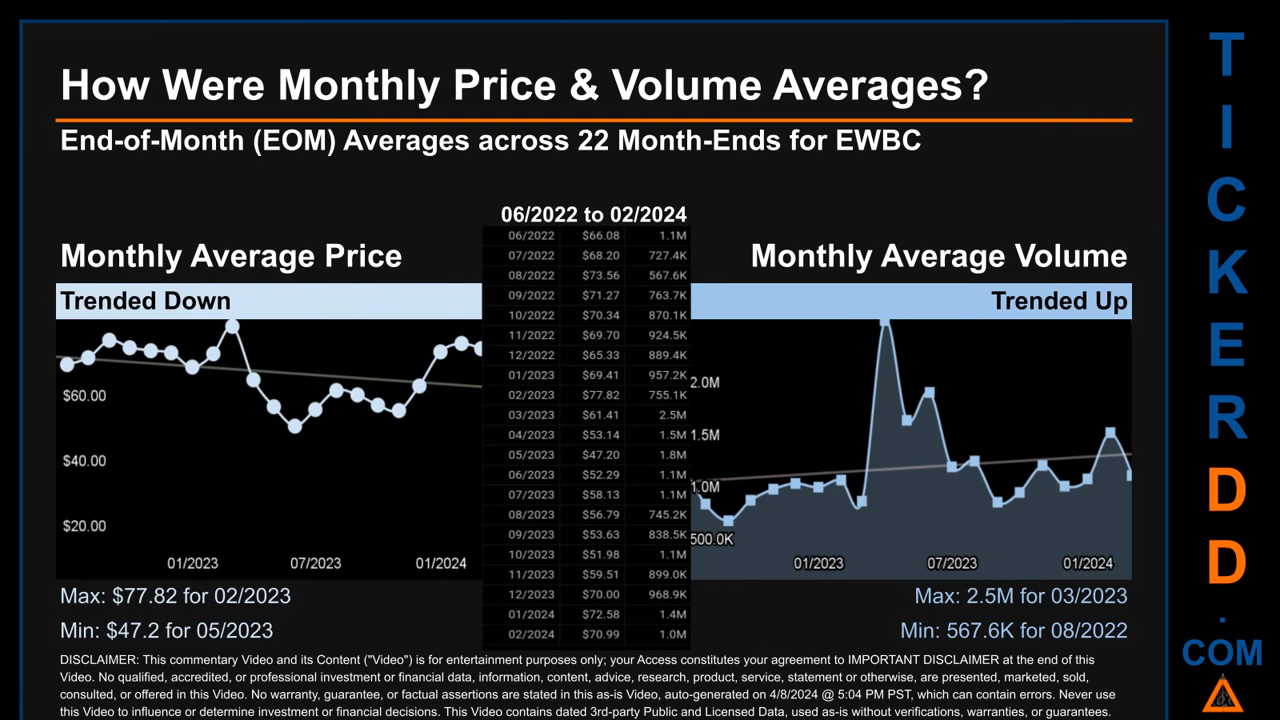 How Were Monthly Price & Volume Averages?
End-of-Month (EOM) Averages across 22 Month-Ends for EWBC
06/2022 to 02/2024
Monthly Average Price
Monthly Average Volume
Trended Down
Trended Up
06/2022 $66.08 1.1M
07/2022 $68.20 727.4K
08/2022 $73.56 567.6K
09/2022 $71.27 763.7K
10/2022 $70.34 870.1K
11/2022 $69.70 924.5K
12/2022 $65.33 889.4K
01/2023 $69.41 957.2K
02/2023 $77.82 755.1K
03/2023 $61.41 2.5M
04/2023 $53.14 1.5M
05/2023 $47.20 1.8M
06/2023 $52.29 1.1M
07/2023 $58.13 1.1M
08/2023 $56.79 745.2K
09/2023 $53.63 838.5K
10/2023 $51.98 1.1M
11/2023 $59.51 899.0K
12/2023 $70.00 968.9K
01/2024 $72.58 1.4M
02/2024 $70.99 1.0M
$60.00
$40.00
$20.00
01/2023 07/2023 01/2024
2.0M
1.5M
1.0M
500.0K
01/2023 07/2023 01/2024
Max: $77.82 for 02/2023
Min: $47.2 for 05/2023
Max: 2.5M for 03/2023
Min: 567.6K for 08/2022
DISCLAIMER: This commentary Video and its Content ("Video") is for entertainment purposes only; your Access constitutes your agreement to IMPORTANT DISCLAIMER at the end of this
Video. No qualified, accredited, or professional investment or financial data, information, content, advice, research, product, service, statement or otherwise, are presented, marketed, sold,
consulted, or offered in this Video. No warranty, guarantee, or factual assertions are stated in this as-is Video, auto-generated on 4/8/2024 @ 5:04 PM PST, which can contain errors. Never use
this Video to influence or determine investment or financial decisions. This Video contains dated 3rd-party Public and Licensed Data, used as-is without verifications, warranties, or guarantees.
T
I
C
K
E
R
D
D
.
COM